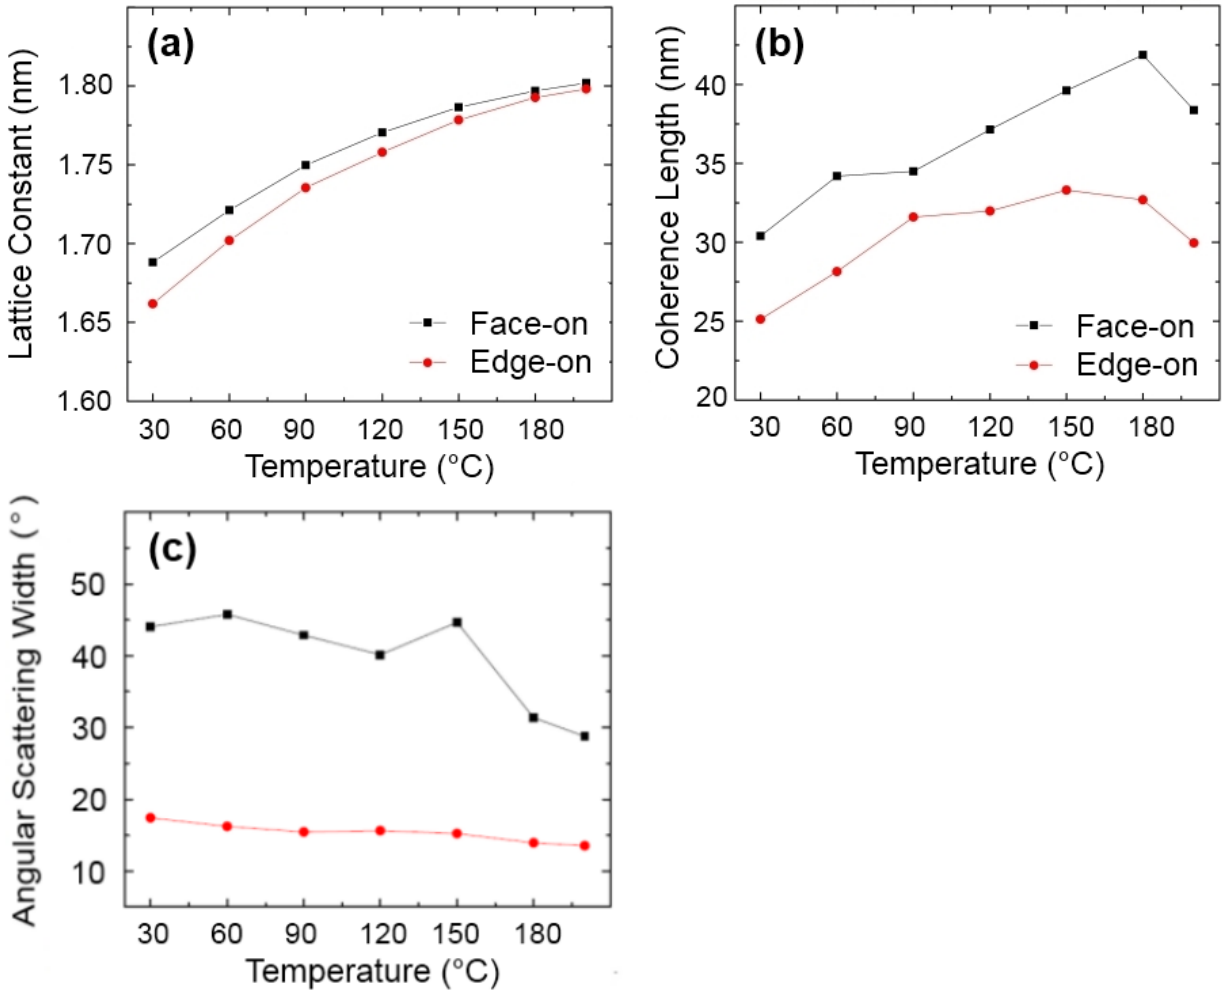 (a)
Lattice Constant (nm)
1.80
1.75
1.70
1.65
1.60
Face-on
Edge-on
30 60 90 120 150 180
Temperature (°C)
(b)
Coherence Length (nm)
40
35
30
25
20
Face-on
Edge-on
30 60 90 120 150 180
Temperature (°C)
(c)
Angular Scattering Width (°)
50
40
30
20
10
30 60 90 120 150 180
Temperature (°C)